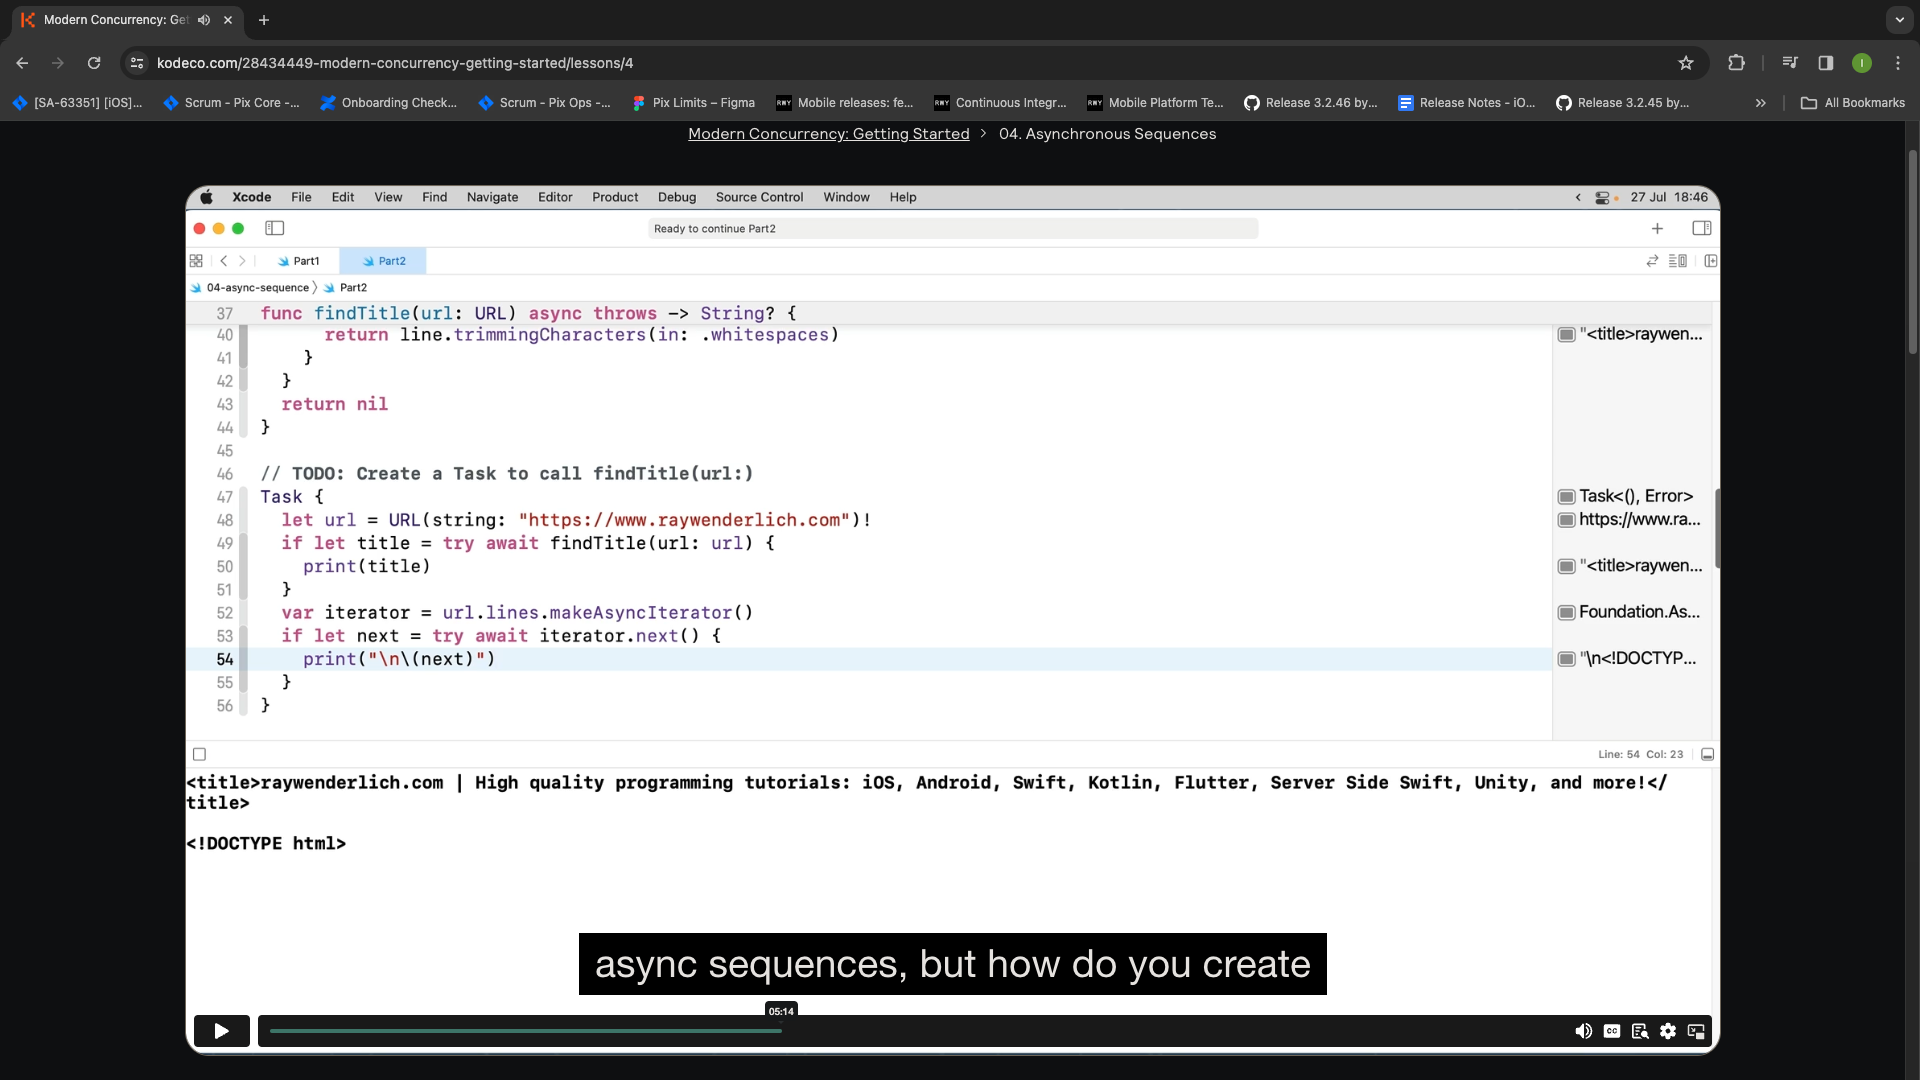 Modern Concurrency: Get
kodeco.com/28434449-modern-concurrency-getting-started/lessons/4
[SA-63351] [iOS]...
Scrum - Pix Core -...
Onboarding Check...
Scrum - Pix Ops -...
Pix Limits – Figma
Mobile releases: fe...
Continuous Integr...
Mobile Platform Te...
Release 3.2.46 by...
Release Notes - iO...
Release 3.2.45 by...
» All Bookmarks
Modern Concurrency: Getting Started > 04. Asynchronous Sequences
Xcode File Edit View Find Navigate Editor Product Debug Source Control Window Help 27 Jul 18:46
Ready to continue Part2
Part1 Part2
04-async-sequence Part2
37 func findTitle(url: URL) async throws -> String? {
40 return line.trimmingCharacters(in: .whitespaces) "<title>raywen...
41 }
42 }
43 return nil
44 }
45
46 // TODO: Create a Task to call findTitle(url:)
47 Task { Task<(), Error>
48 let url = URL(string: "https://www.raywenderlich.com")! https://www.ra...
49 if let title = try await findTitle(url: url) {
50 print(title) "<title>raywen...
51 }
52 var iterator = url.lines.makeAsyncIterator() Foundation.As...
53 if let next = try await iterator.next() {
54 print("\n\(next)") "\n<!DOCTYP...
55 }
56 }
Line: 54 Col: 23
<title>raywenderlich.com | High quality programming tutorials: iOS, Android, Swift, Kotlin, Flutter, Server Side Swift, Unity, and more!</
title>
<!DOCTYPE html>
async sequences, but how do you create
05:14
CC